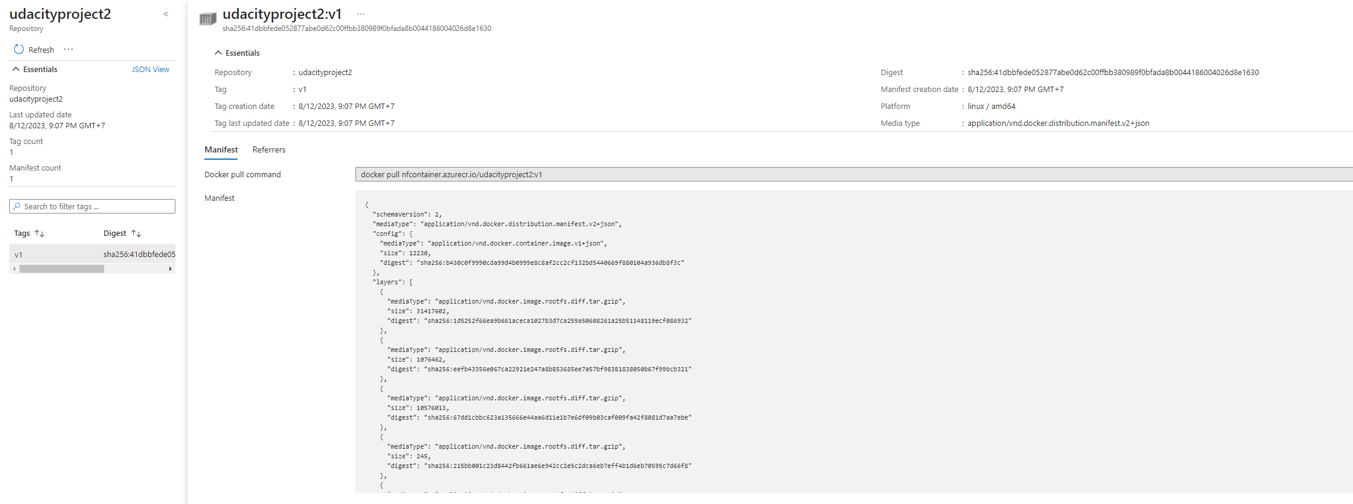 udacityproject2
«
Repository
Refresh ...
Essentials
JSON View
Repository
udacityproject2
Last updated date
8/12/2023, 9:07 PM GMT+7
Tag count
1
Manifest count
1
Search to filter tags ...
Tags ↑↓ Digest ↑↓
v1 sha256:41dbbfede05
udacityproject2:v1 ...
sha256:41dbbfede052877abe0d62c00ffbb380989f0bfada8b0044186004026d8e1630
Essentials
Repository : udacityproject2
Tag : v1
Tag creation date : 8/12/2023, 9:07 PM GMT+7
Tag last updated date : 8/12/2023, 9:07 PM GMT+7
Digest : sha256:41dbbfede052877abe0d62c00ffbb380989f0bfada8b0044186004026d8e1630
Manifest creation date : 8/12/2023, 9:07 PM GMT+7
Platform : linux / amd64
Media type : application/vnd.docker.distribution.manifest.v2+json
Manifest Referrers
Docker pull command docker pull nfcontainer.azurecr.io/udacityproject2:v1
Manifest
{
"schemaVersion": 2,
"mediaType": "application/vnd.docker.distribution.manifest.v2+json",
"config": {
"mediaType": "application/vnd.docker.container.image.v1+json",
"size": 12230,
"digest": "sha256:b430c0f9990cda99d4b0999e8c8af2cc2cf132bd5440669f880104a936db8f3c"
},
"layers": [
{
"mediaType": "application/vnd.docker.image.rootfs.diff.tar.gzip",
"size": 31417602,
"digest": "sha256:1d5252f66ea9b661aceca1027b3d7ca259a50608261a25b51148119ecf086932"
},
{
"mediaType": "application/vnd.docker.image.rootfs.diff.tar.gzip",
"size": 1076462,
"digest": "sha256:eefb43356e067ca22921e247a8b853685ee7a57bf98381838050b67f99bcb321"
},
{
"mediaType": "application/vnd.docker.image.rootfs.diff.tar.gzip",
"size": 10576013,
"digest": "sha256:67dd1cbbc623a135666e44aa6d11e1b7e6df09b03caf009fa42f8081d7aa7ebe"
},
{
"mediaType": "application/vnd.docker.image.rootfs.diff.tar.gzip",
"size": 245,
"digest": "sha256:215bb001c23d8442fb661ae6e942cc2e5c2dca6eb7eff4b1d6eb70595c7d66f8"
},
{